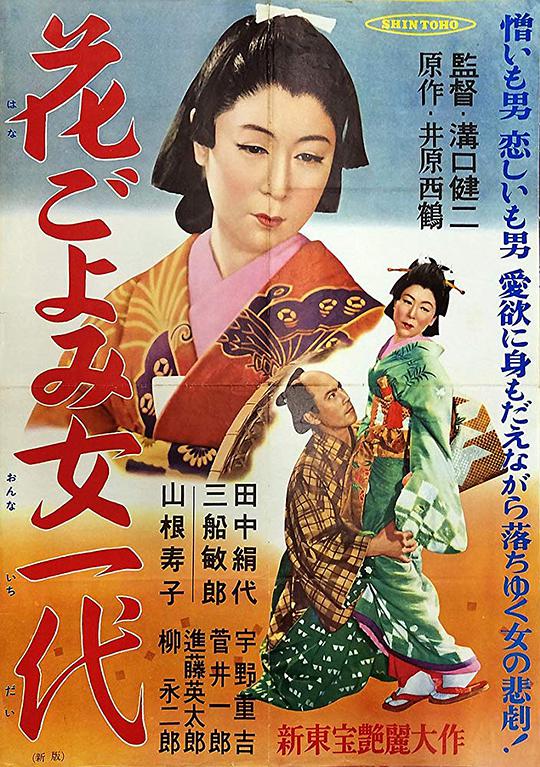 SHINTOHO
憎いも男 恋しいも男 愛欲に身もだえながら落ちゆく女の悲劇!
監督・溝口健二
原作・井原西鶴
花ごよみ女一代
はな
おんな
いち
だい
(新版)
田中絹代
三船敏郎
山根寿子
宇野重吉
菅井一郎
進藤英太郎
柳永二郎
新東宝艶麗大作